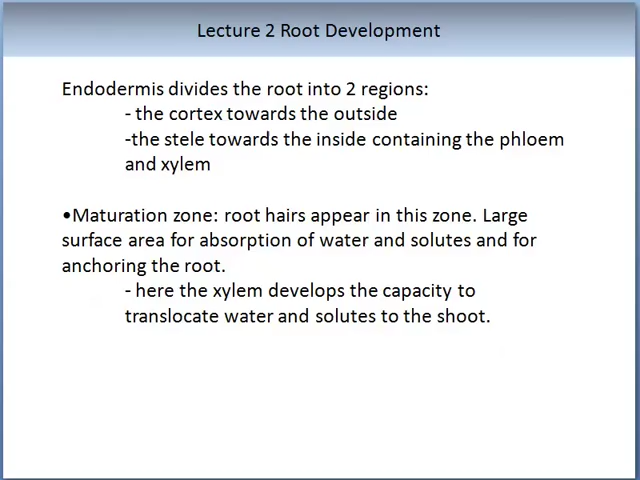 Lecture 2 Root Development
Endodermis divides the root into 2 regions:
- the cortex towards the outside
-the stele towards the inside containing the phloem
and xylem
•Maturation zone: root hairs appear in this zone. Large
surface area for absorption of water and solutes and for
anchoring the root.
- here the xylem develops the capacity to
translocate water and solutes to the shoot.